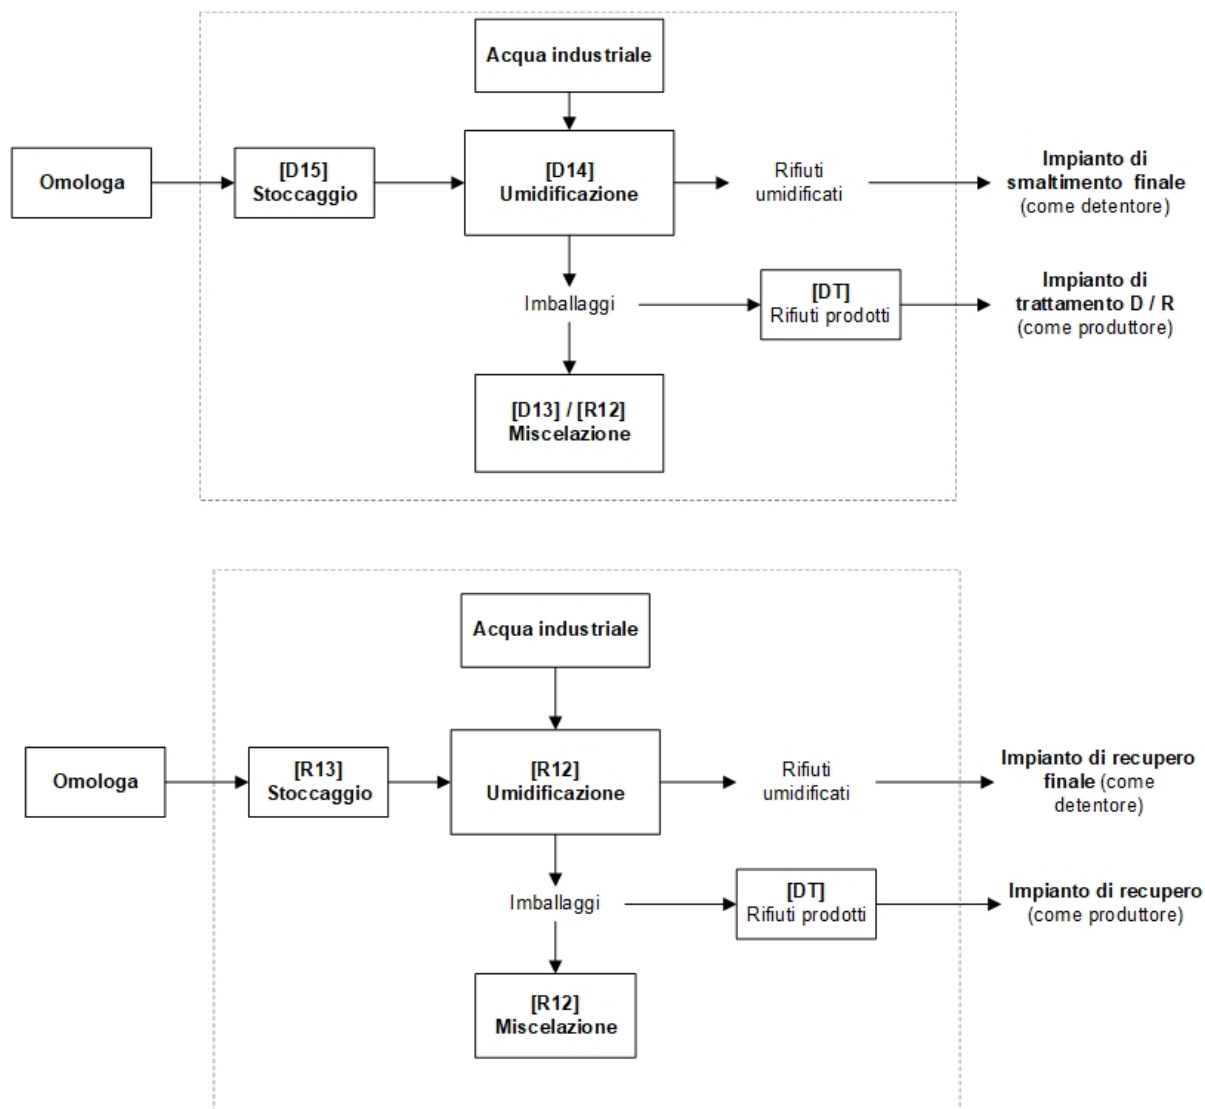 Acqua industriale
Omologa
[D15]
Stoccaggio
[D14]
Umidificazione
Rifiuti
umidificati
Impianto di
smaltimento finale
(come detentore)
Imballaggi
[DT]
Rifiuti prodotti
Impianto di
trattamento D / R
(come produttore)
[D13] / [R12]
Miscelazione
Acqua industriale
Omologa
[R13]
Stoccaggio
[R12]
Umidificazione
Rifiuti
umidificati
Impianto di recupero
finale (come
detentore)
Imballaggi
[DT]
Rifiuti prodotti
Impianto di recupero
(come produttore)
[R12]
Miscelazione